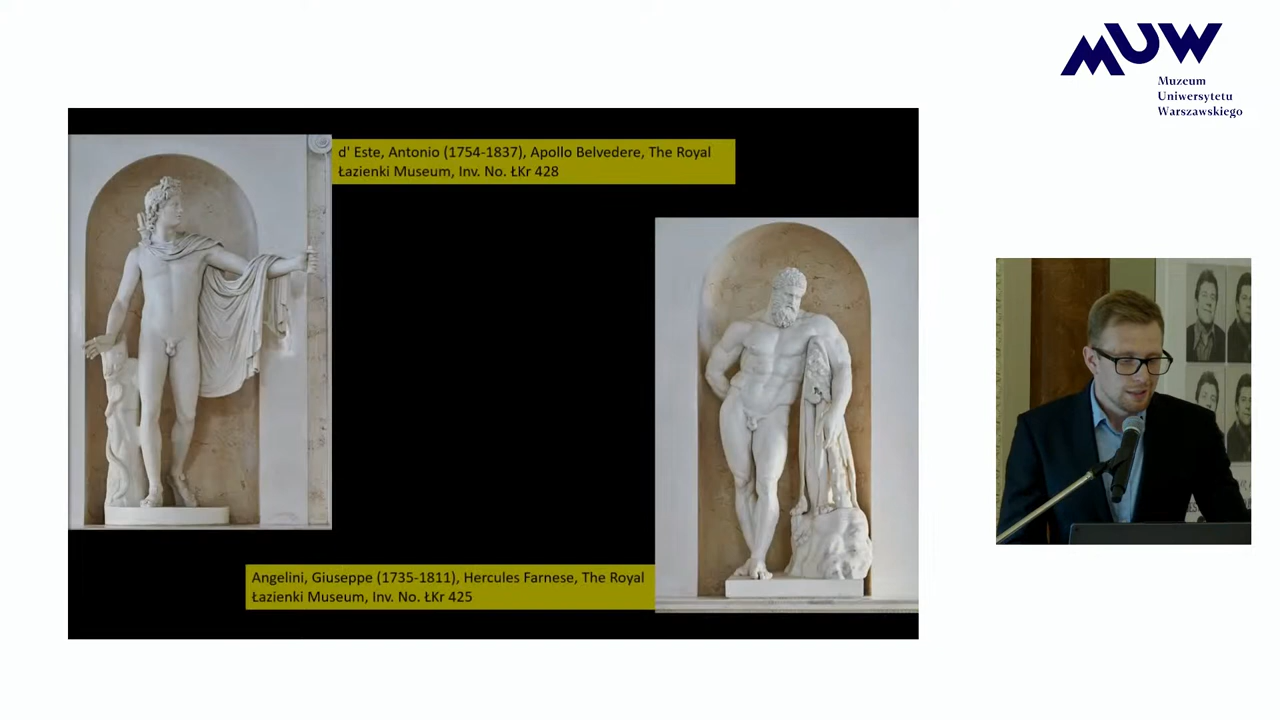 MUW
Muzeum
Uniwersytetu
Warszawskiego
d' Este, Antonio (1754-1837), Apollo Belvedere, The Royal
Łazienki Museum, Inv. No. ŁKr 428
Angelini, Giuseppe (1735-1811), Hercules Farnese, The Royal
Łazienki Museum, Inv. No. ŁKr 425